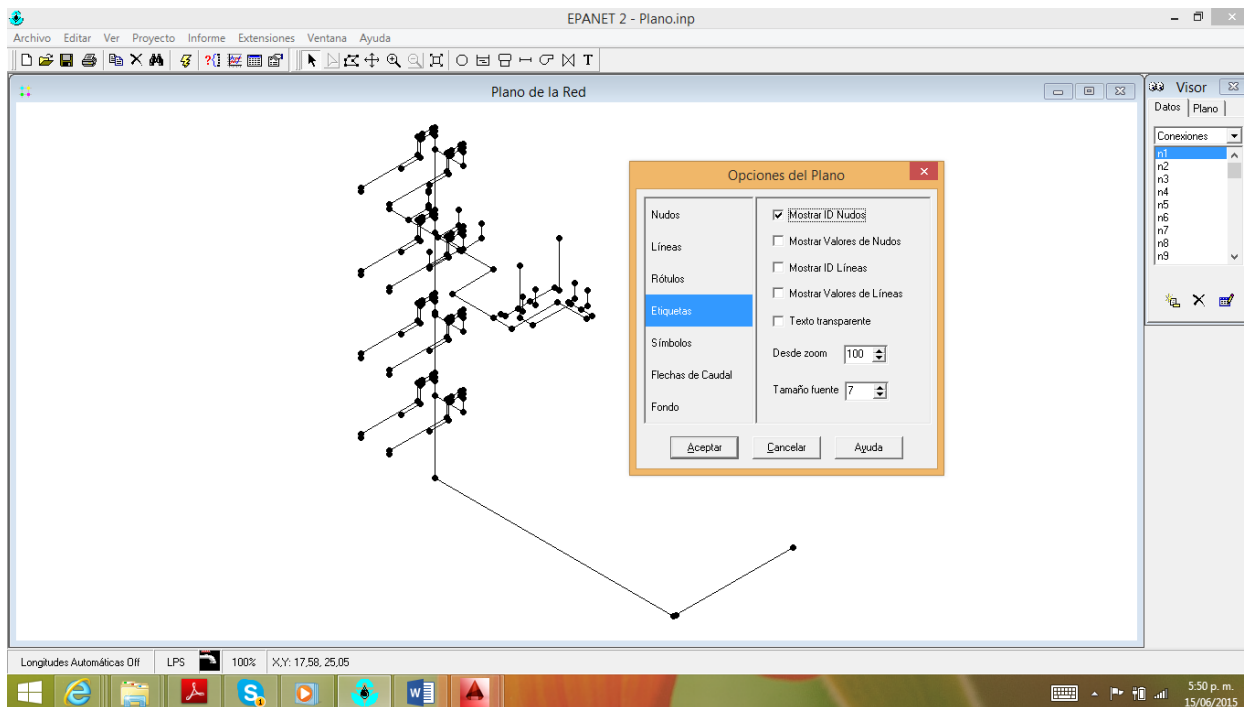 EPANET 2 - Plano.inp
Archivo Editar Ver Proyecto Informe Extensiones Ventana Ayuda
Plano de la Red
Visor
Datos Plano
Conexiones
n1
n2
n3
n4
n5
n6
n7
n8
n9
Opciones del Plano
Nudos
Líneas
Rótulos
Etiquetas
Símbolos
Flechas de Caudal
Fondo
Mostrar ID Nudos
Mostrar Valores de Nudos
Mostrar ID Líneas
Mostrar Valores de Líneas
Texto transparente
Desde zoom 100
Tamaño fuente 7
Aceptar Cancelar Ayuda
Longitudes Automáticas Off LPS 100% X,Y: 17,58, 25,05
5:50 p. m.
15/06/2015